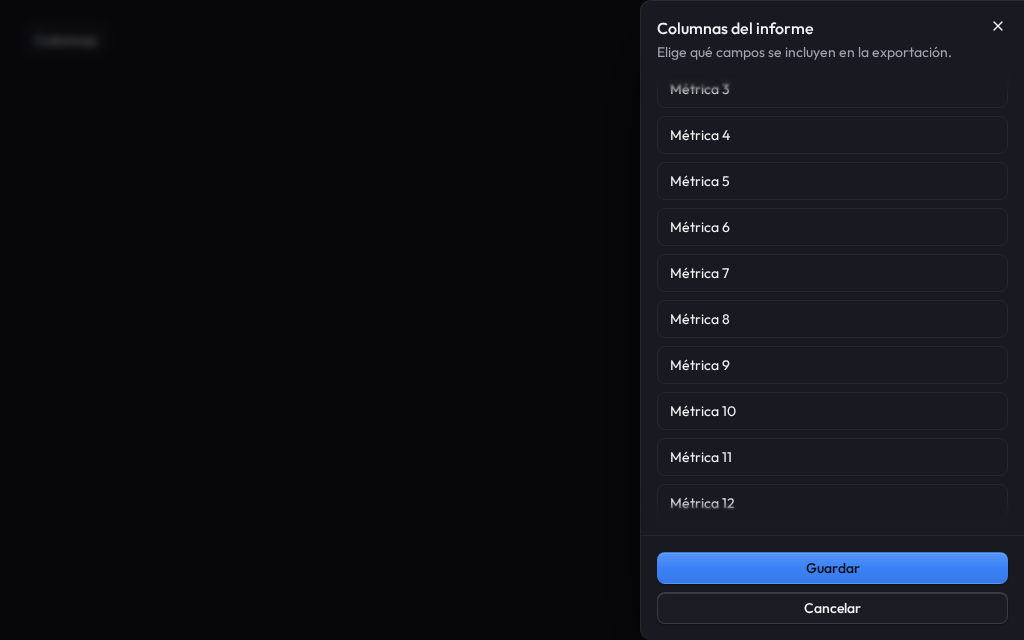 Columnas
Columnas del informe
Elige qué campos se incluyen en la exportación.
Métrica 3
Métrica 4
Métrica 5
Métrica 6
Métrica 7
Métrica 8
Métrica 9
Métrica 10
Métrica 11
Métrica 12
Guardar
Cancelar